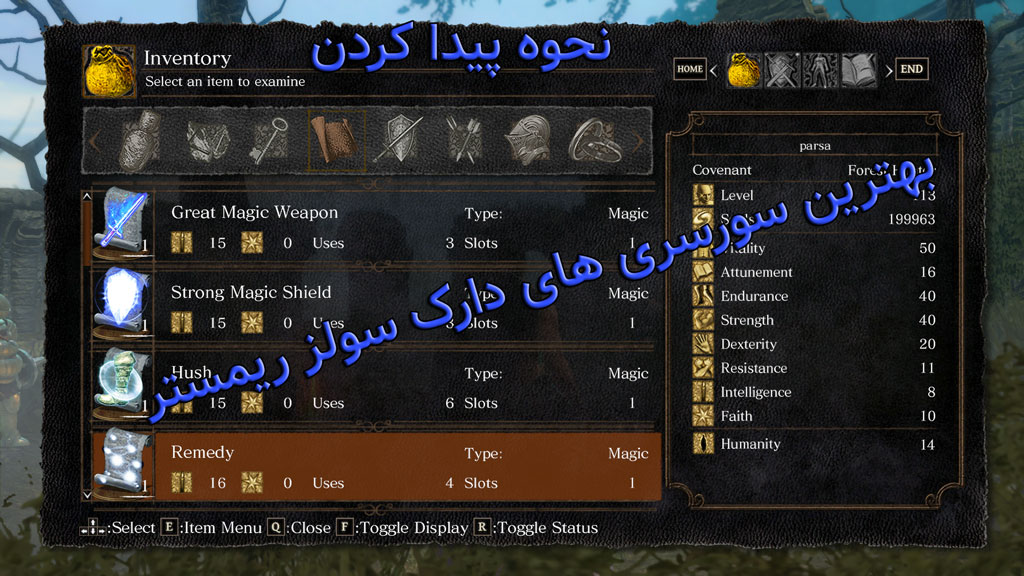 نحوه پیدا کردن
بهترین سورسری های دارک سولز ریمستر
Inventory
Select an item to examine
HOME
END
Great Magic Weapon Type: Magic
1 15 0 Uses 3 Slots 1
Strong Magic Shield Magic
1 15 0 Slots 1
Hush Type: Magic
1 15 0 Uses 6 Slots 1
Remedy Type: Magic
1 16 0 Uses 4 Slots 1
parsa
Covenant
Level
199963
50
Attunement 16
Endurance 40
Strength 40
Dexterity 20
Resistance 11
Intelligence 8
Faith 10
Humanity 14
:Select E:Item Menu Q:Close F:Toggle Display R:Toggle Status